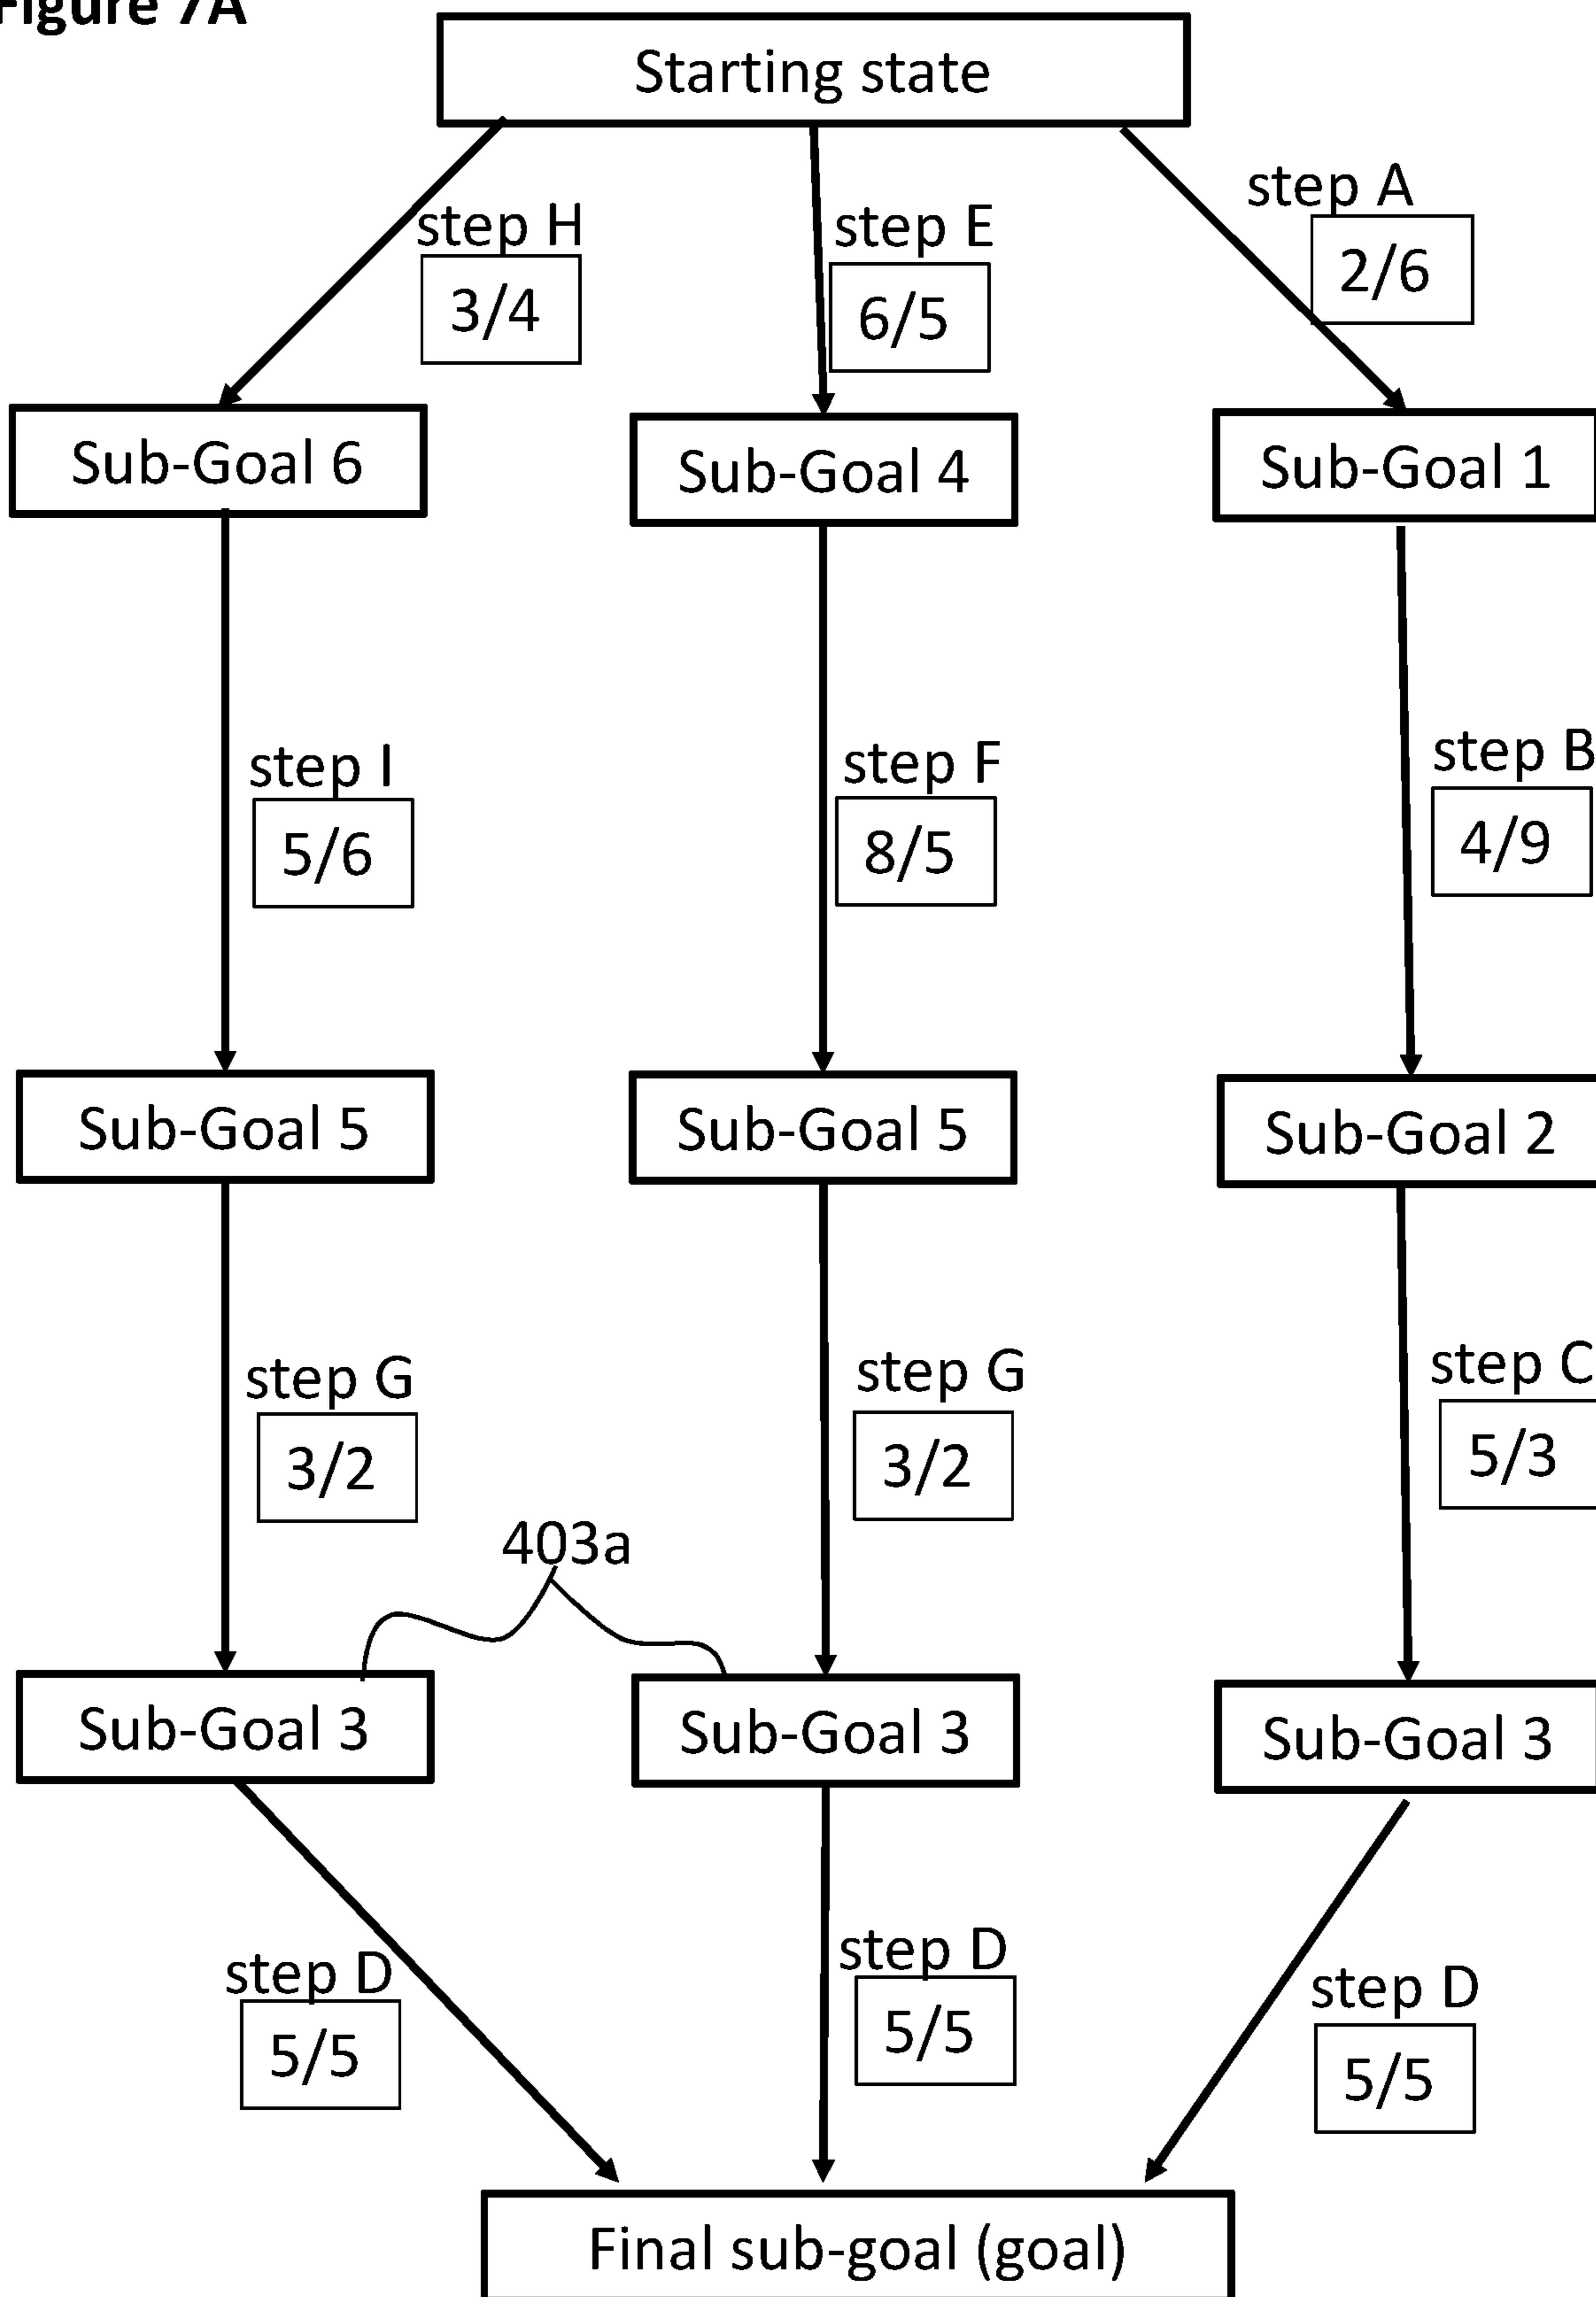 Figure 7A
Starting state
step H
3/4
step E
6/5
step A
2/6
Sub-Goal 6
Sub-Goal 4
Sub-Goal 1
step I
5/6
step F
8/5
step B
4/9
Sub-Goal 5
Sub-Goal 5
Sub-Goal 2
step G
3/2
step G
3/2
step C
5/3
403a
Sub-Goal 3
Sub-Goal 3
Sub-Goal 3
step D
5/5
step D
5/5
step D
5/5
Final sub-goal (goal)